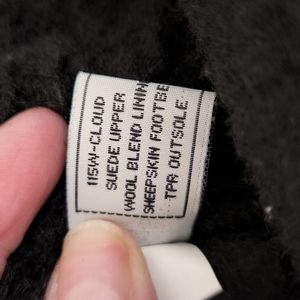 115W-CLOUD
SUEDE UPPER
WOOL BLEND LININ
SHEEPSKIN FOOTBE
TPR OUTSOLE